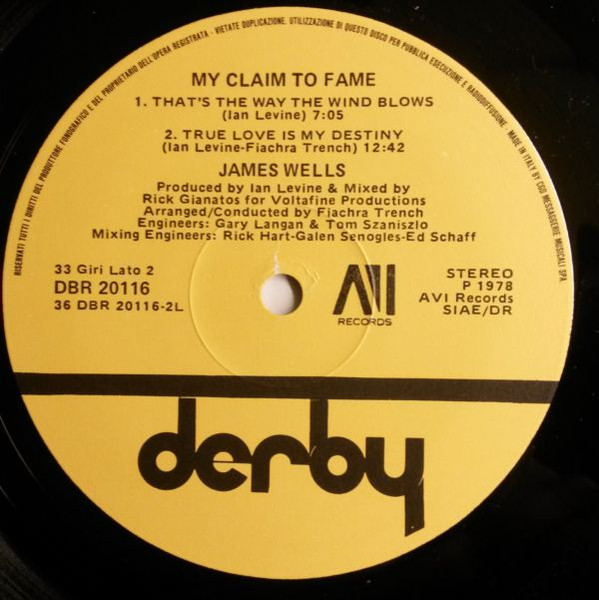 RISERVATI TUTTI I DIRITTI DEL PRODUTTORE FONOGRAFICO E DEL PROPRIETARIO DELL'OPERA REGISTRATA - VIETATE DUPLICAZIONE, UTILIZZAZIONE DI QUESTO DISCO PER PUBBLICA ESECUZIONE E RADIODIFFUSIONE. MADE IN ITALY BY CGD MESSAGGERIE MUSICALI SPA
MY CLAIM TO FAME
1. THAT'S THE WAY THE WIND BLOWS
(Ian Levine) 7:05
2. TRUE LOVE IS MY DESTINY
(Ian Levine-Fiachra Trench) 12:42
JAMES WELLS
Produced by Ian Levine & Mixed by
Rick Gianatos for Voltafine Productions
Arranged/Conducted by Fiachra Trench
Engineers: Gary Langan & Tom Szaniszlo
Mixing Engineers: Rick Hart-Galen Senogles-Ed Schaff
33 Giri Lato 2
DBR 20116
36 DBR 20116-2L
AVI
RECORDS
STEREO
P 1978
AVI Records
SIAE/DR
derby